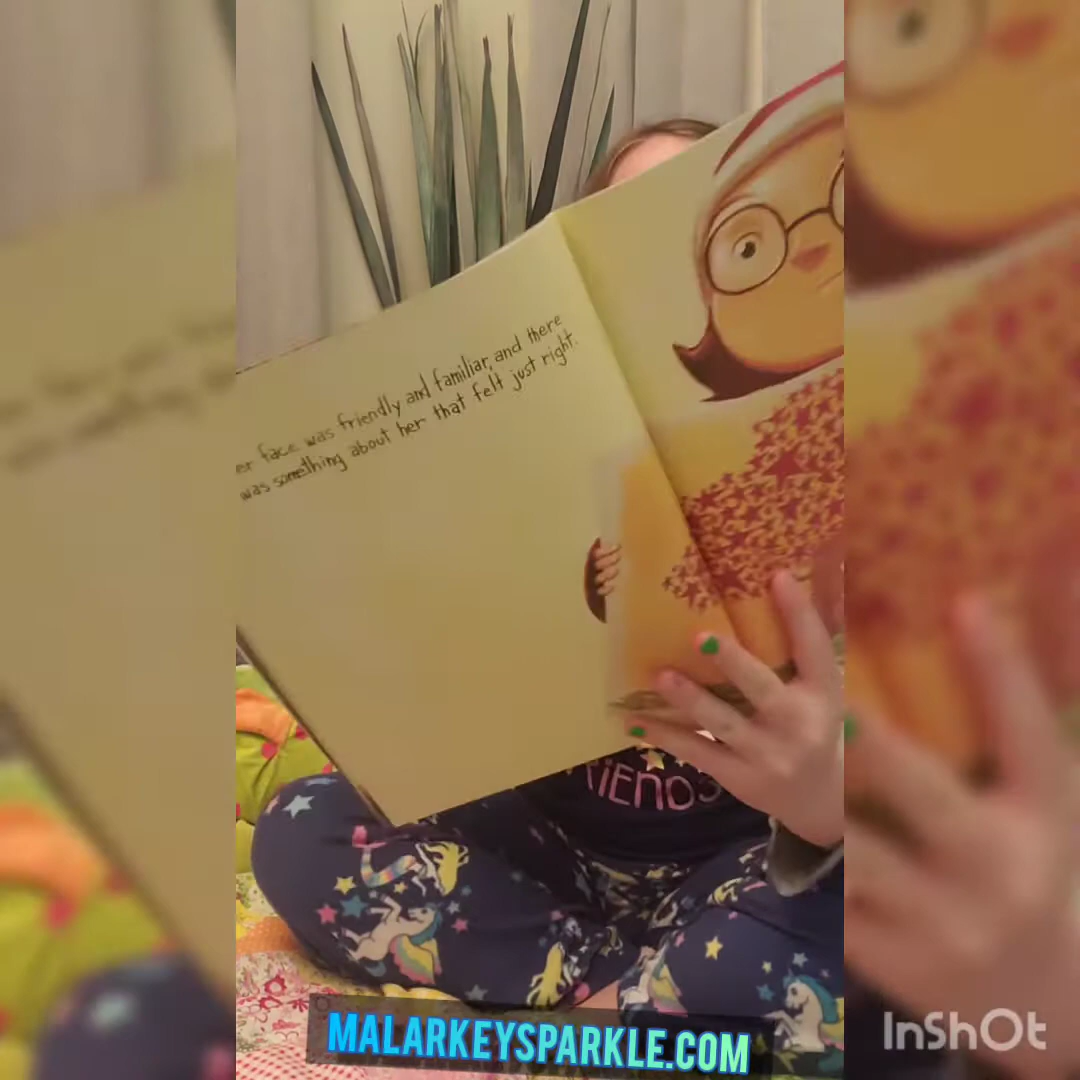 er face was friendly and familiar, and there
was something about her that felt just right.
FRiENDS
MALARKEYSPARKLE.COM
InShOt